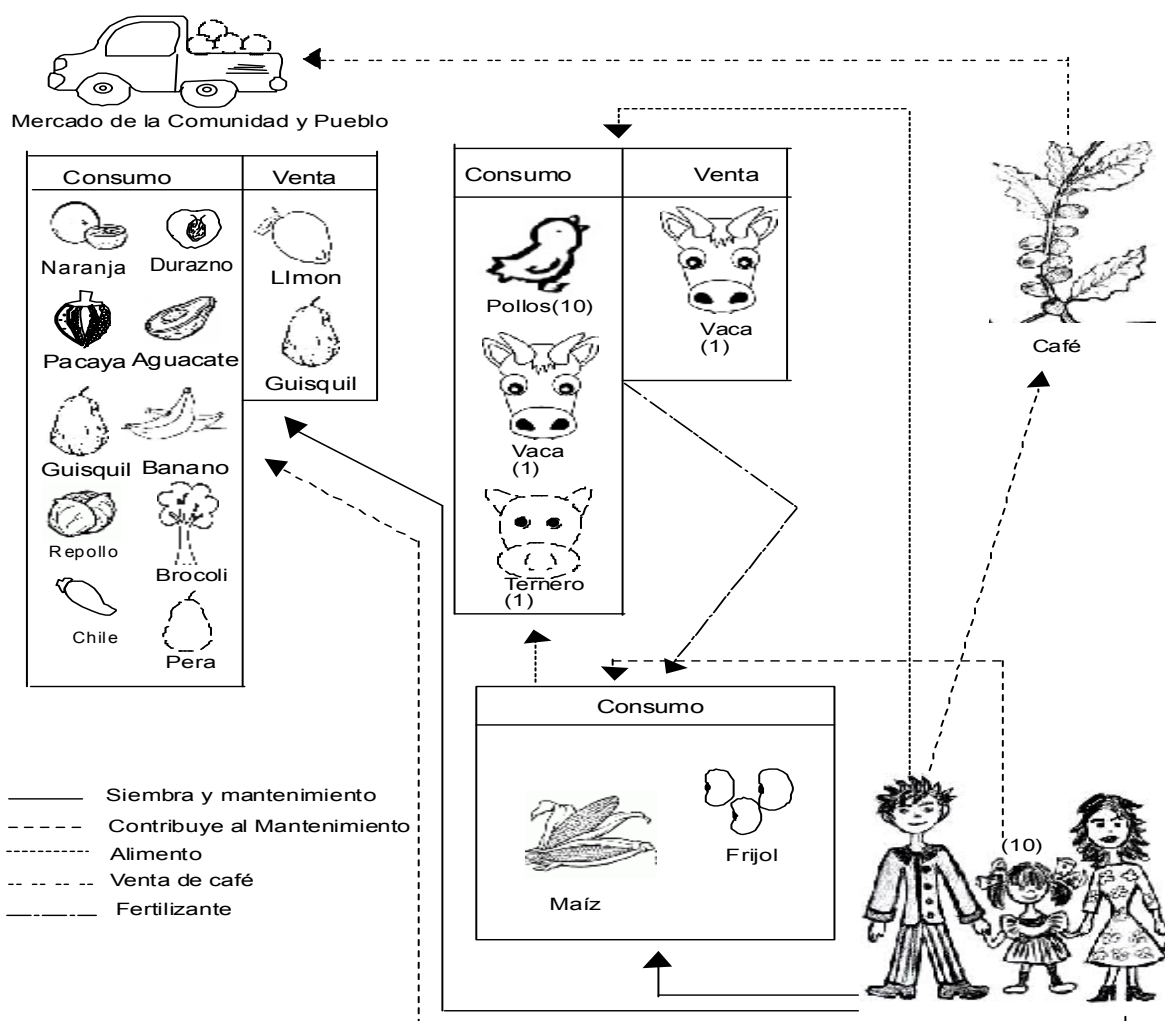 Mercado de la Comunidad y Pueblo
Consumo
Venta
Naranja
Durazno
LImon
Pacaya
Aguacate
Guisquil
Guisquil
Banano
Repollo
Brocoli
Chile
Pera
Consumo
Venta
Pollos(10)
Vaca
(1)
Vaca
(1)
Ternero
(1)
Café
Consumo
Maíz
Frijol
(10)
Siembra y mantenimiento
Contribuye al Mantenimiento
Alimento
Venta de café
Fertilizante